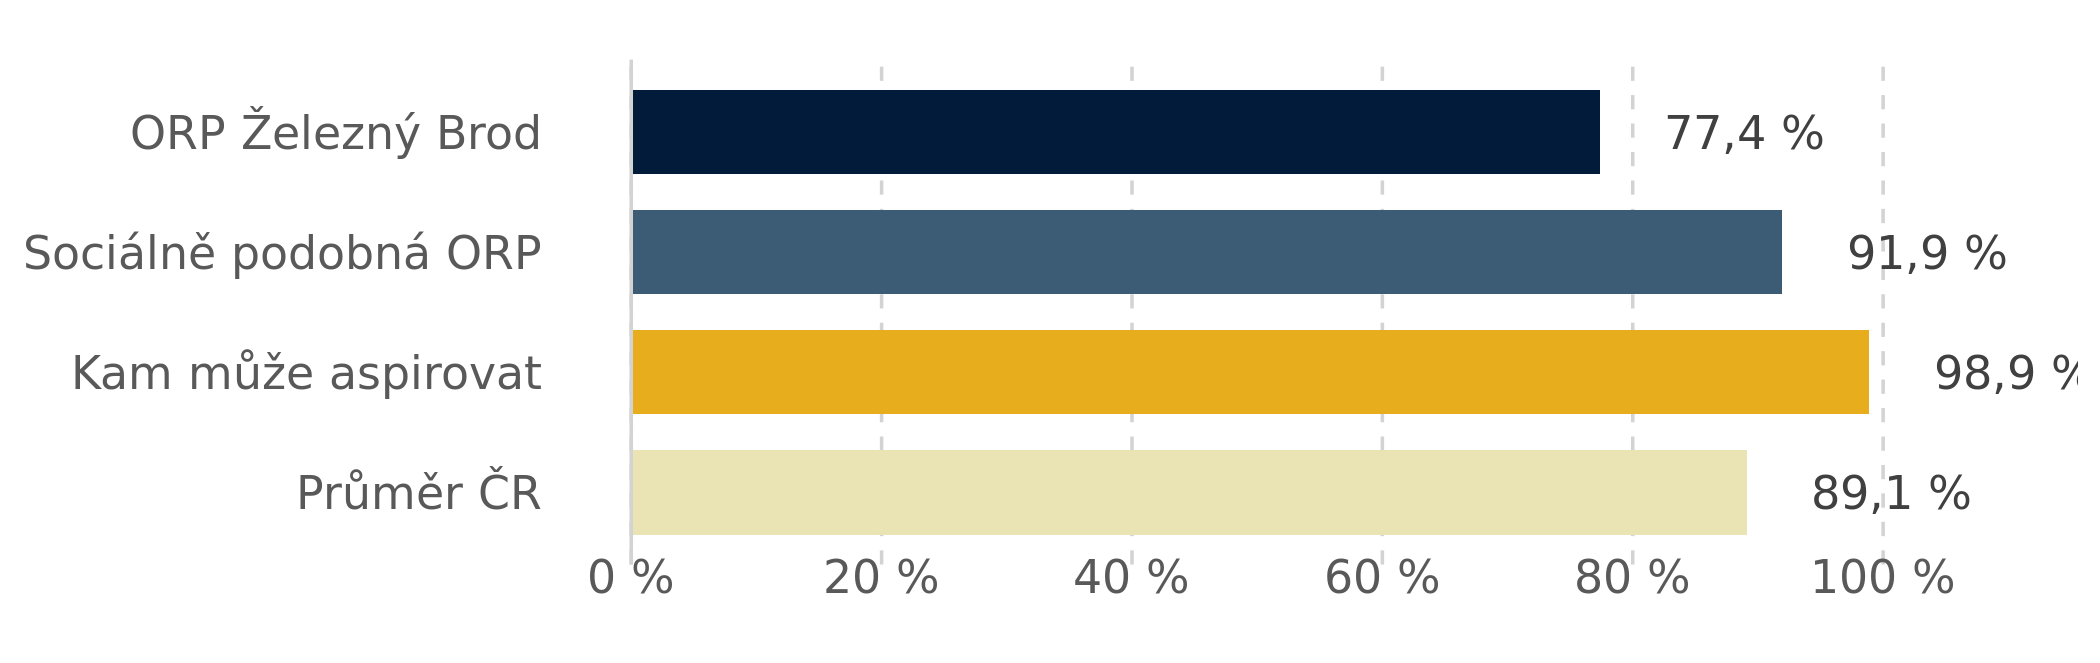 ORP Železný Brod
77,4 %
Sociálně podobná ORP
91,9 %
Kam může aspirovat
98,9 %
Průměr ČR
89,1 %
0 % 20 % 40 % 60 % 80 % 100 %